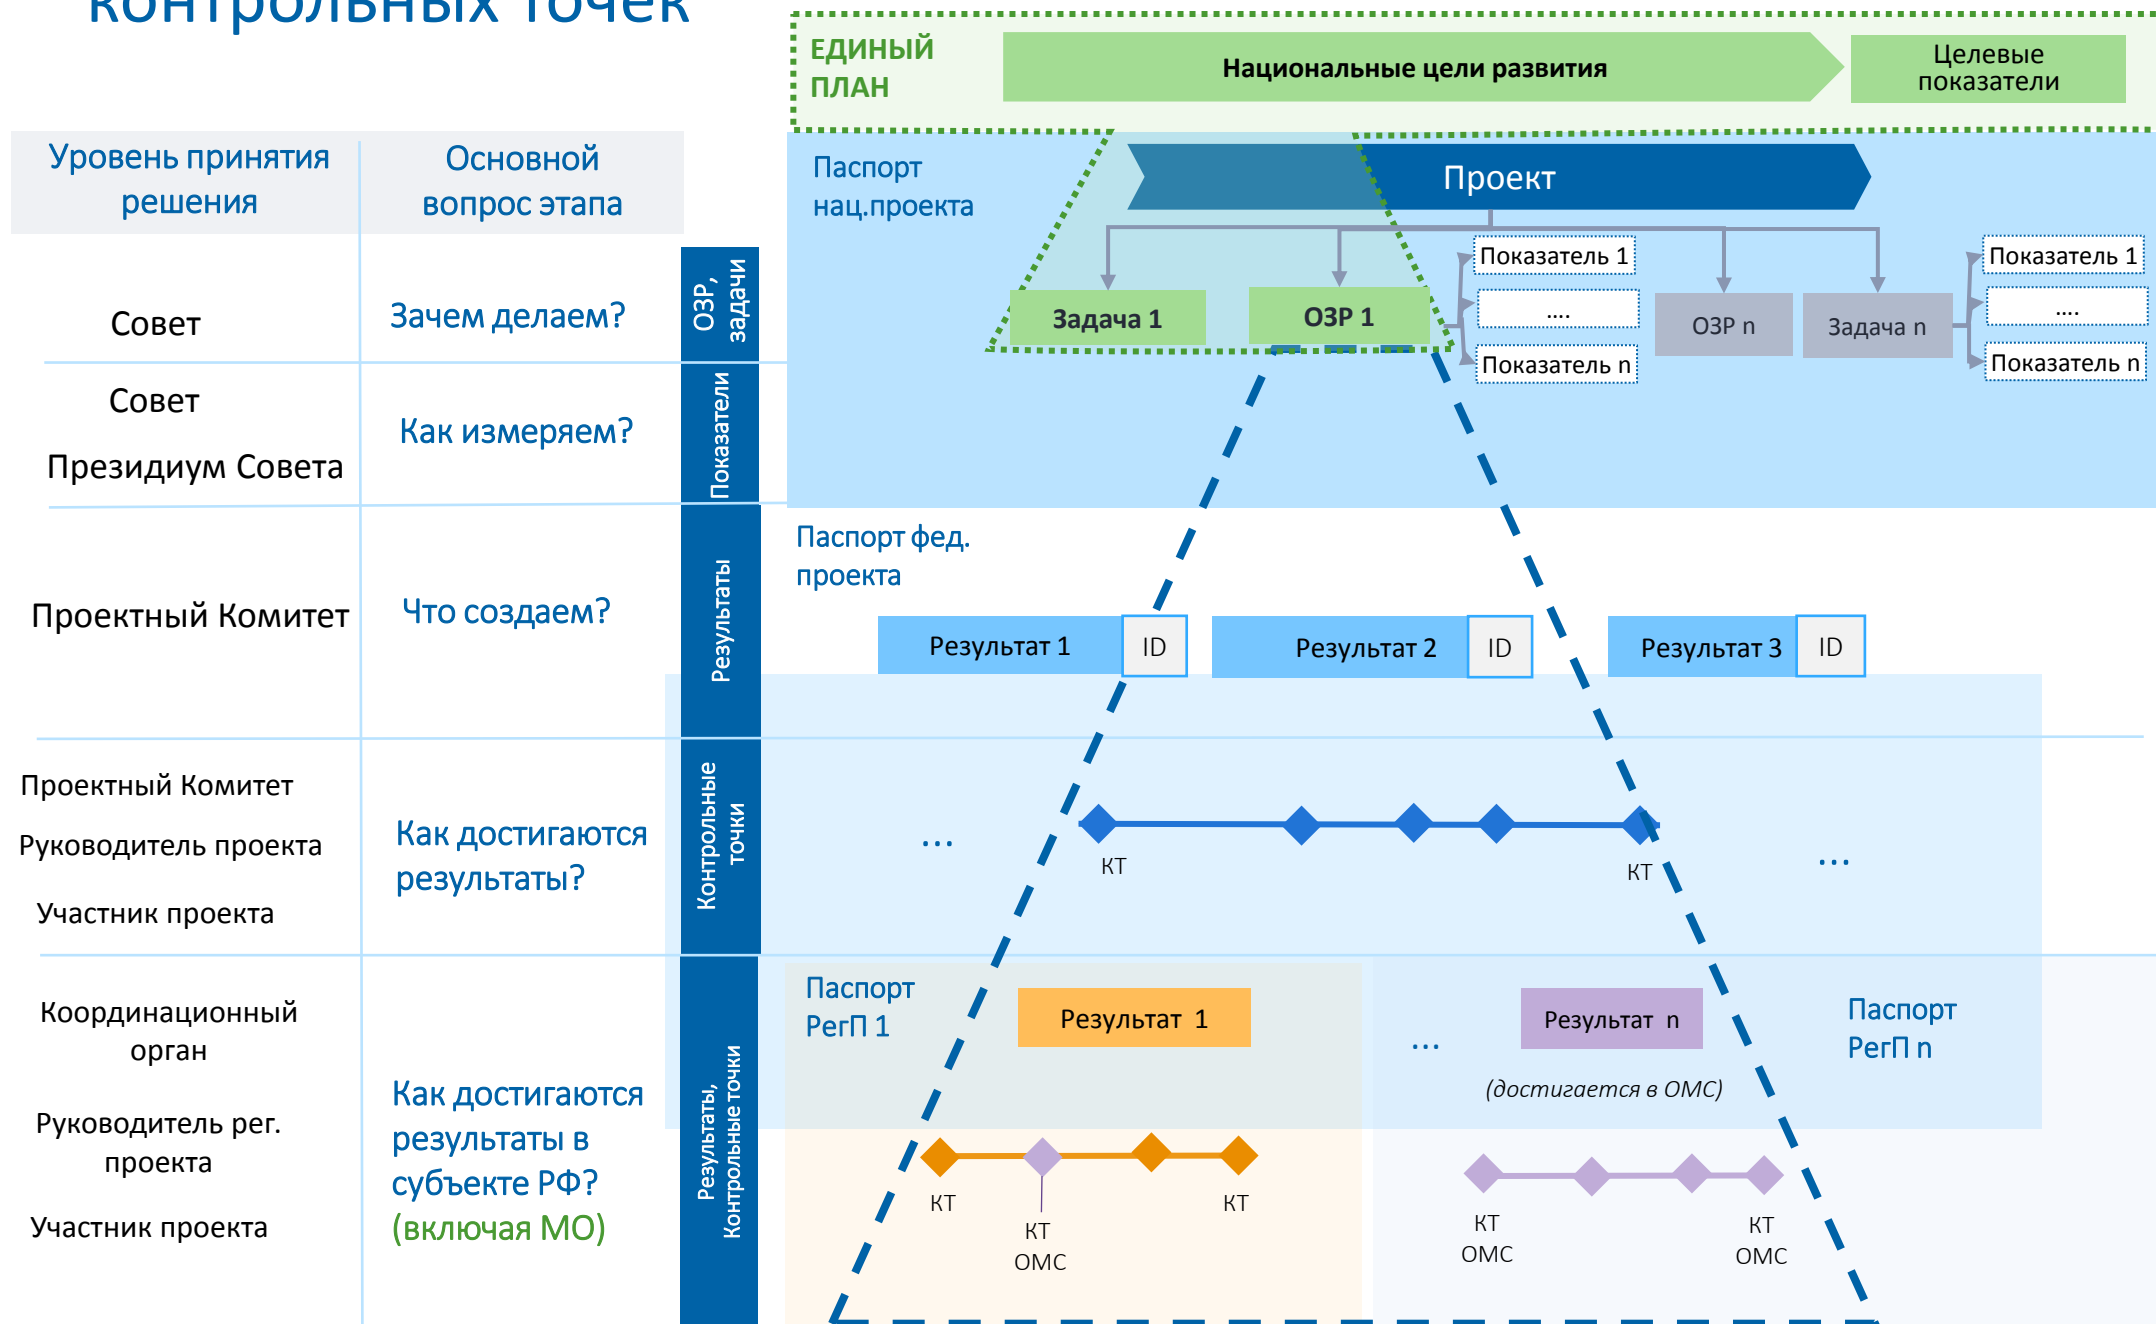 контрольных точек
ЕДИНЫЙ
ПЛАН
Национальные цели развития
Целевые
показатели
Уровень принятия
решения
Основной
вопрос этапа
Паспорт
нац.проекта
Проект
Совет
Зачем делаем?
ОЗР,
задачи
Задача 1
ОЗР 1
Показатель 1
....
Показатель n
ОЗР n
Задача n
Показатель 1
....
Показатель n
Совет
Президиум Совета
Как измеряем?
Показатели
Паспорт фед.
проекта
Проектный Комитет
Что создаем?
Результаты
Результат 1
ID
Результат 2
ID
Результат 3
ID
Проектный Комитет
Руководитель проекта
Участник проекта
Как достигаются
результаты?
Контрольные
точки
...
КТ
КТ
...
Координационный
орган
Руководитель рег.
проекта
Участник проекта
Как достигаются
результаты в
субъекте РФ?
(включая МО)
Результаты,
Контрольные точки
Паспорт
РегП 1
Результат 1
КТ
КТ
ОМС
КТ
...
Результат n
(достигается в ОМС)
Паспорт
РегП n
КТ
ОМС
КТ
ОМС